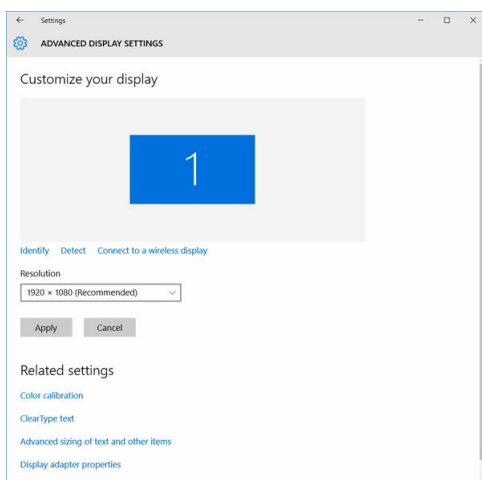 Settings
ADVANCED DISPLAY SETTINGS
Customize your display
1
Identify Detect Connect to a wireless display
Resolution
1920 × 1080 (Recommended)
Apply Cancel
Related settings
Color calibration
ClearType text
Advanced sizing of text and other items
Display adapter properties